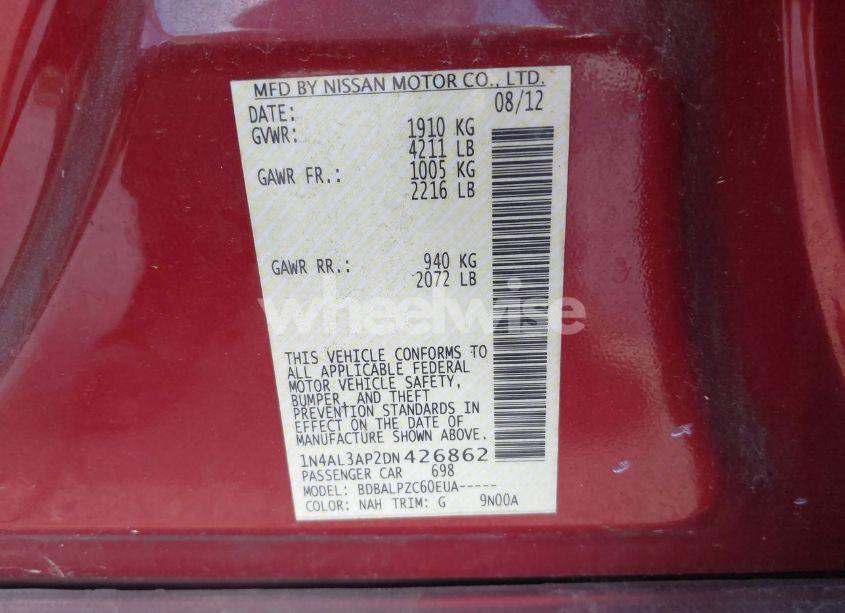 MFD BY NISSAN MOTOR CO., LTD.
DATE: 08/12
GVWR: 1910 KG
4211 LB
GAWR FR.: 1005 KG
2216 LB
GAWR RR.: 940 KG
2072 LB
wheelwise
THIS VEHICLE CONFORMS TO
ALL APPLICABLE FEDERAL
MOTOR VEHICLE SAFETY,
BUMPER, AND THEFT
PREVENTION STANDARDS IN
EFFECT ON THE DATE OF
MANUFACTURE SHOWN ABOVE.
1N4AL3AP2DN426862
PASSENGER CAR 698
MODEL: BDBALPZC60EUA-----
COLOR: NAH TRIM: G 9N00A